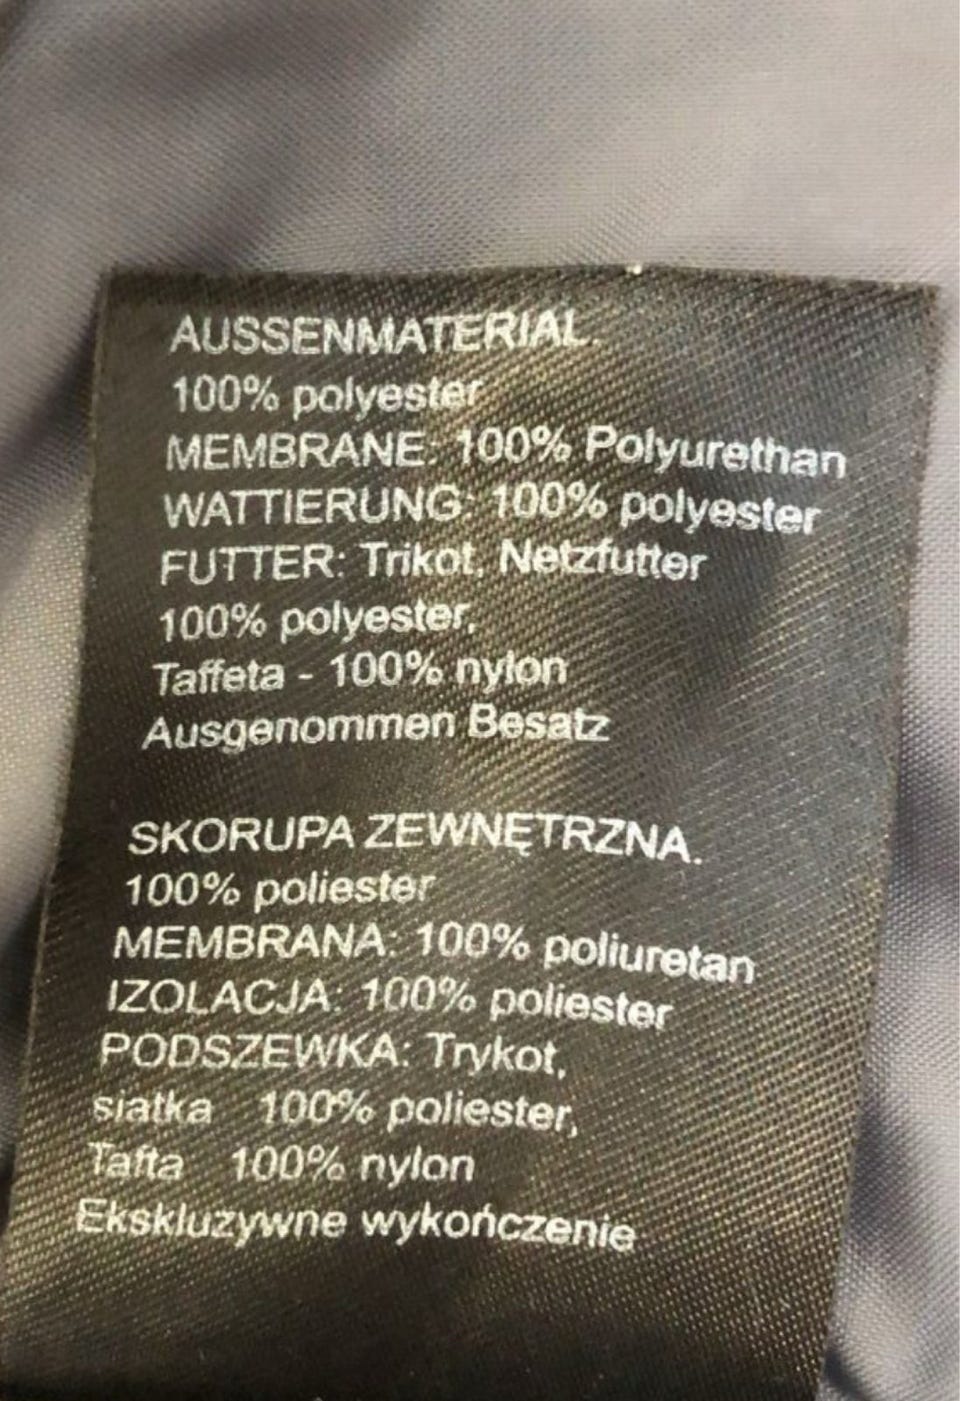 AUSSENMATERIAL.
100% polyester
MEMBRANE: 100% Polyurethan
WATTIERUNG: 100% polyester
FUTTER: Trikot, Netzfutter
100% polyester,
Taffeta - 100% nylon
Ausgenommen Besatz
SKORUPA ZEWNĘTRZNA.
100% poliester
MEMBRANA: 100% poliuretan
IZOLACJA: 100% poliester
PODSZEWKA: Trykot,
siatka 100% poliester,
Tafta 100% nylon
Ekskluzywne wykończenie